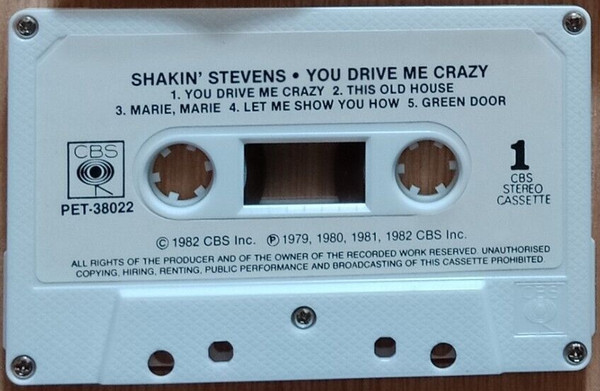 SHAKIN' STEVENS • YOU DRIVE ME CRAZY
1. YOU DRIVE ME CRAZY 2. THIS OLD HOUSE
3. MARIE, MARIE 4. LET ME SHOW YOU HOW 5. GREEN DOOR
CBS
PET-38022
1
CBS
STEREO
CASSETTE
© 1982 CBS Inc. ℗ 1979, 1980, 1981, 1982 CBS Inc.
ALL RIGHTS OF THE PRODUCER AND OF THE OWNER OF THE RECORDED WORK RESERVED. UNAUTHORISED
COPYING, HIRING, RENTING, PUBLIC PERFORMANCE AND BROADCASTING OF THIS CASSETTE PROHIBITED.
CBS